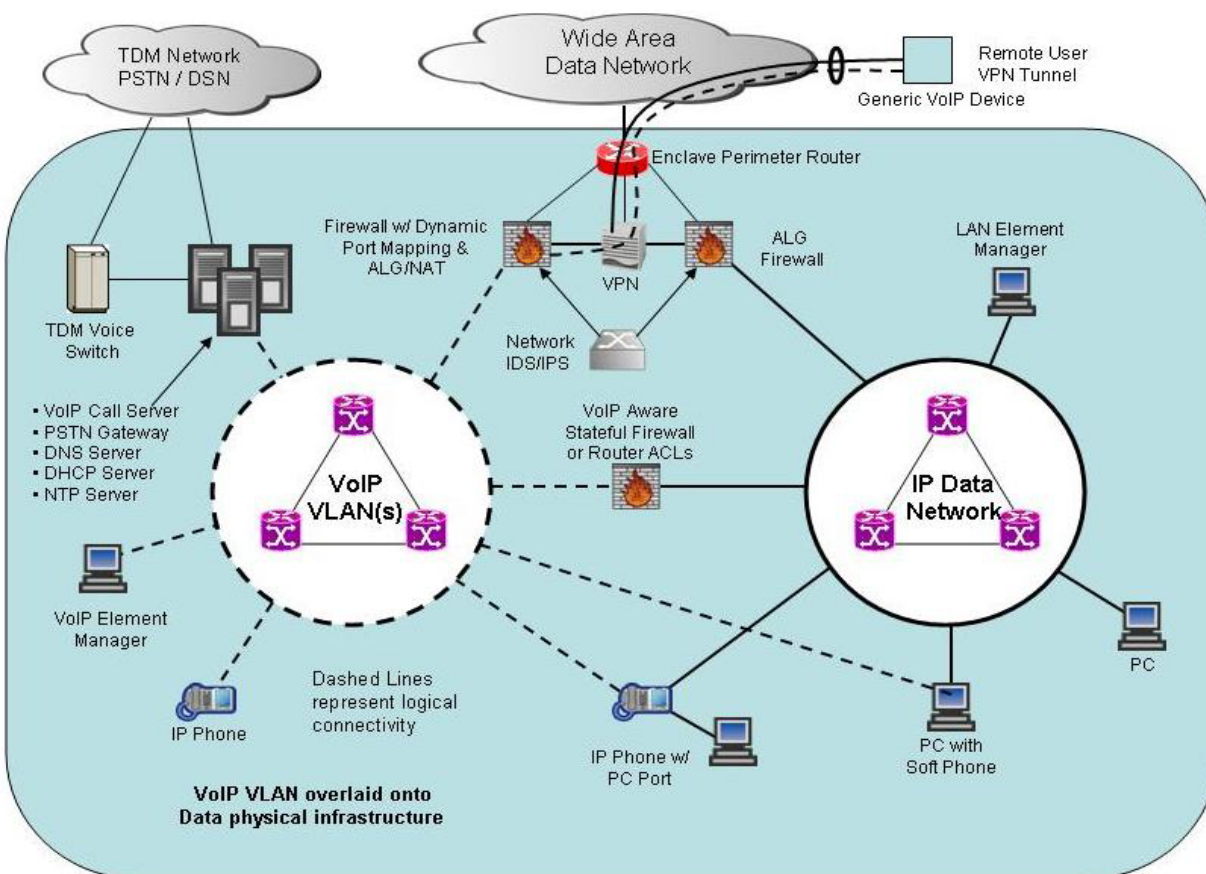 TDM Network
PSTN / DSN
Wide Area
Data Network
Remote User
VPN Tunnel
Generic VoIP Device
Enclave Perimeter Router
Firewall w/ Dynamic
Port Mapping &
ALG/NAT
VPN
ALG
Firewall
LAN Element
Manager
TDM Voice
Switch
Network
IDS/IPS
▪ VoIP Call Server
▪ PSTN Gateway
▪ DNS Server
▪ DHCP Server
▪ NTP Server
VoIP Aware
Stateful Firewall
or Router ACLs
VoIP
VLAN(s)
IP Data
Network
VoIP Element
Manager
PC
Dashed Lines
represent logical
connectivity
IP Phone
IP Phone w/
PC Port
PC with
Soft Phone
VoIP VLAN overlaid onto
Data physical infrastructure